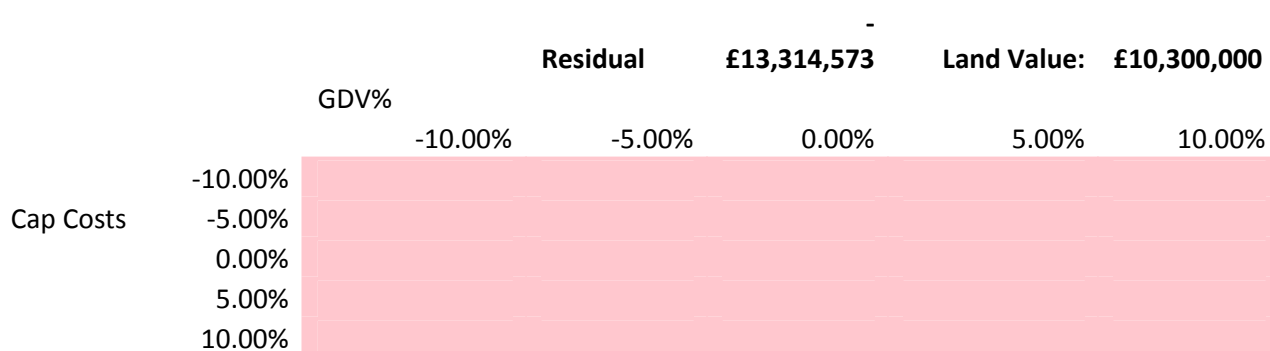 -
Residual £13,314,573 Land Value: £10,300,000
GDV%
-10.00% -5.00% 0.00% 5.00% 10.00%
-10.00%
Cap Costs -5.00%
0.00%
5.00%
10.00%